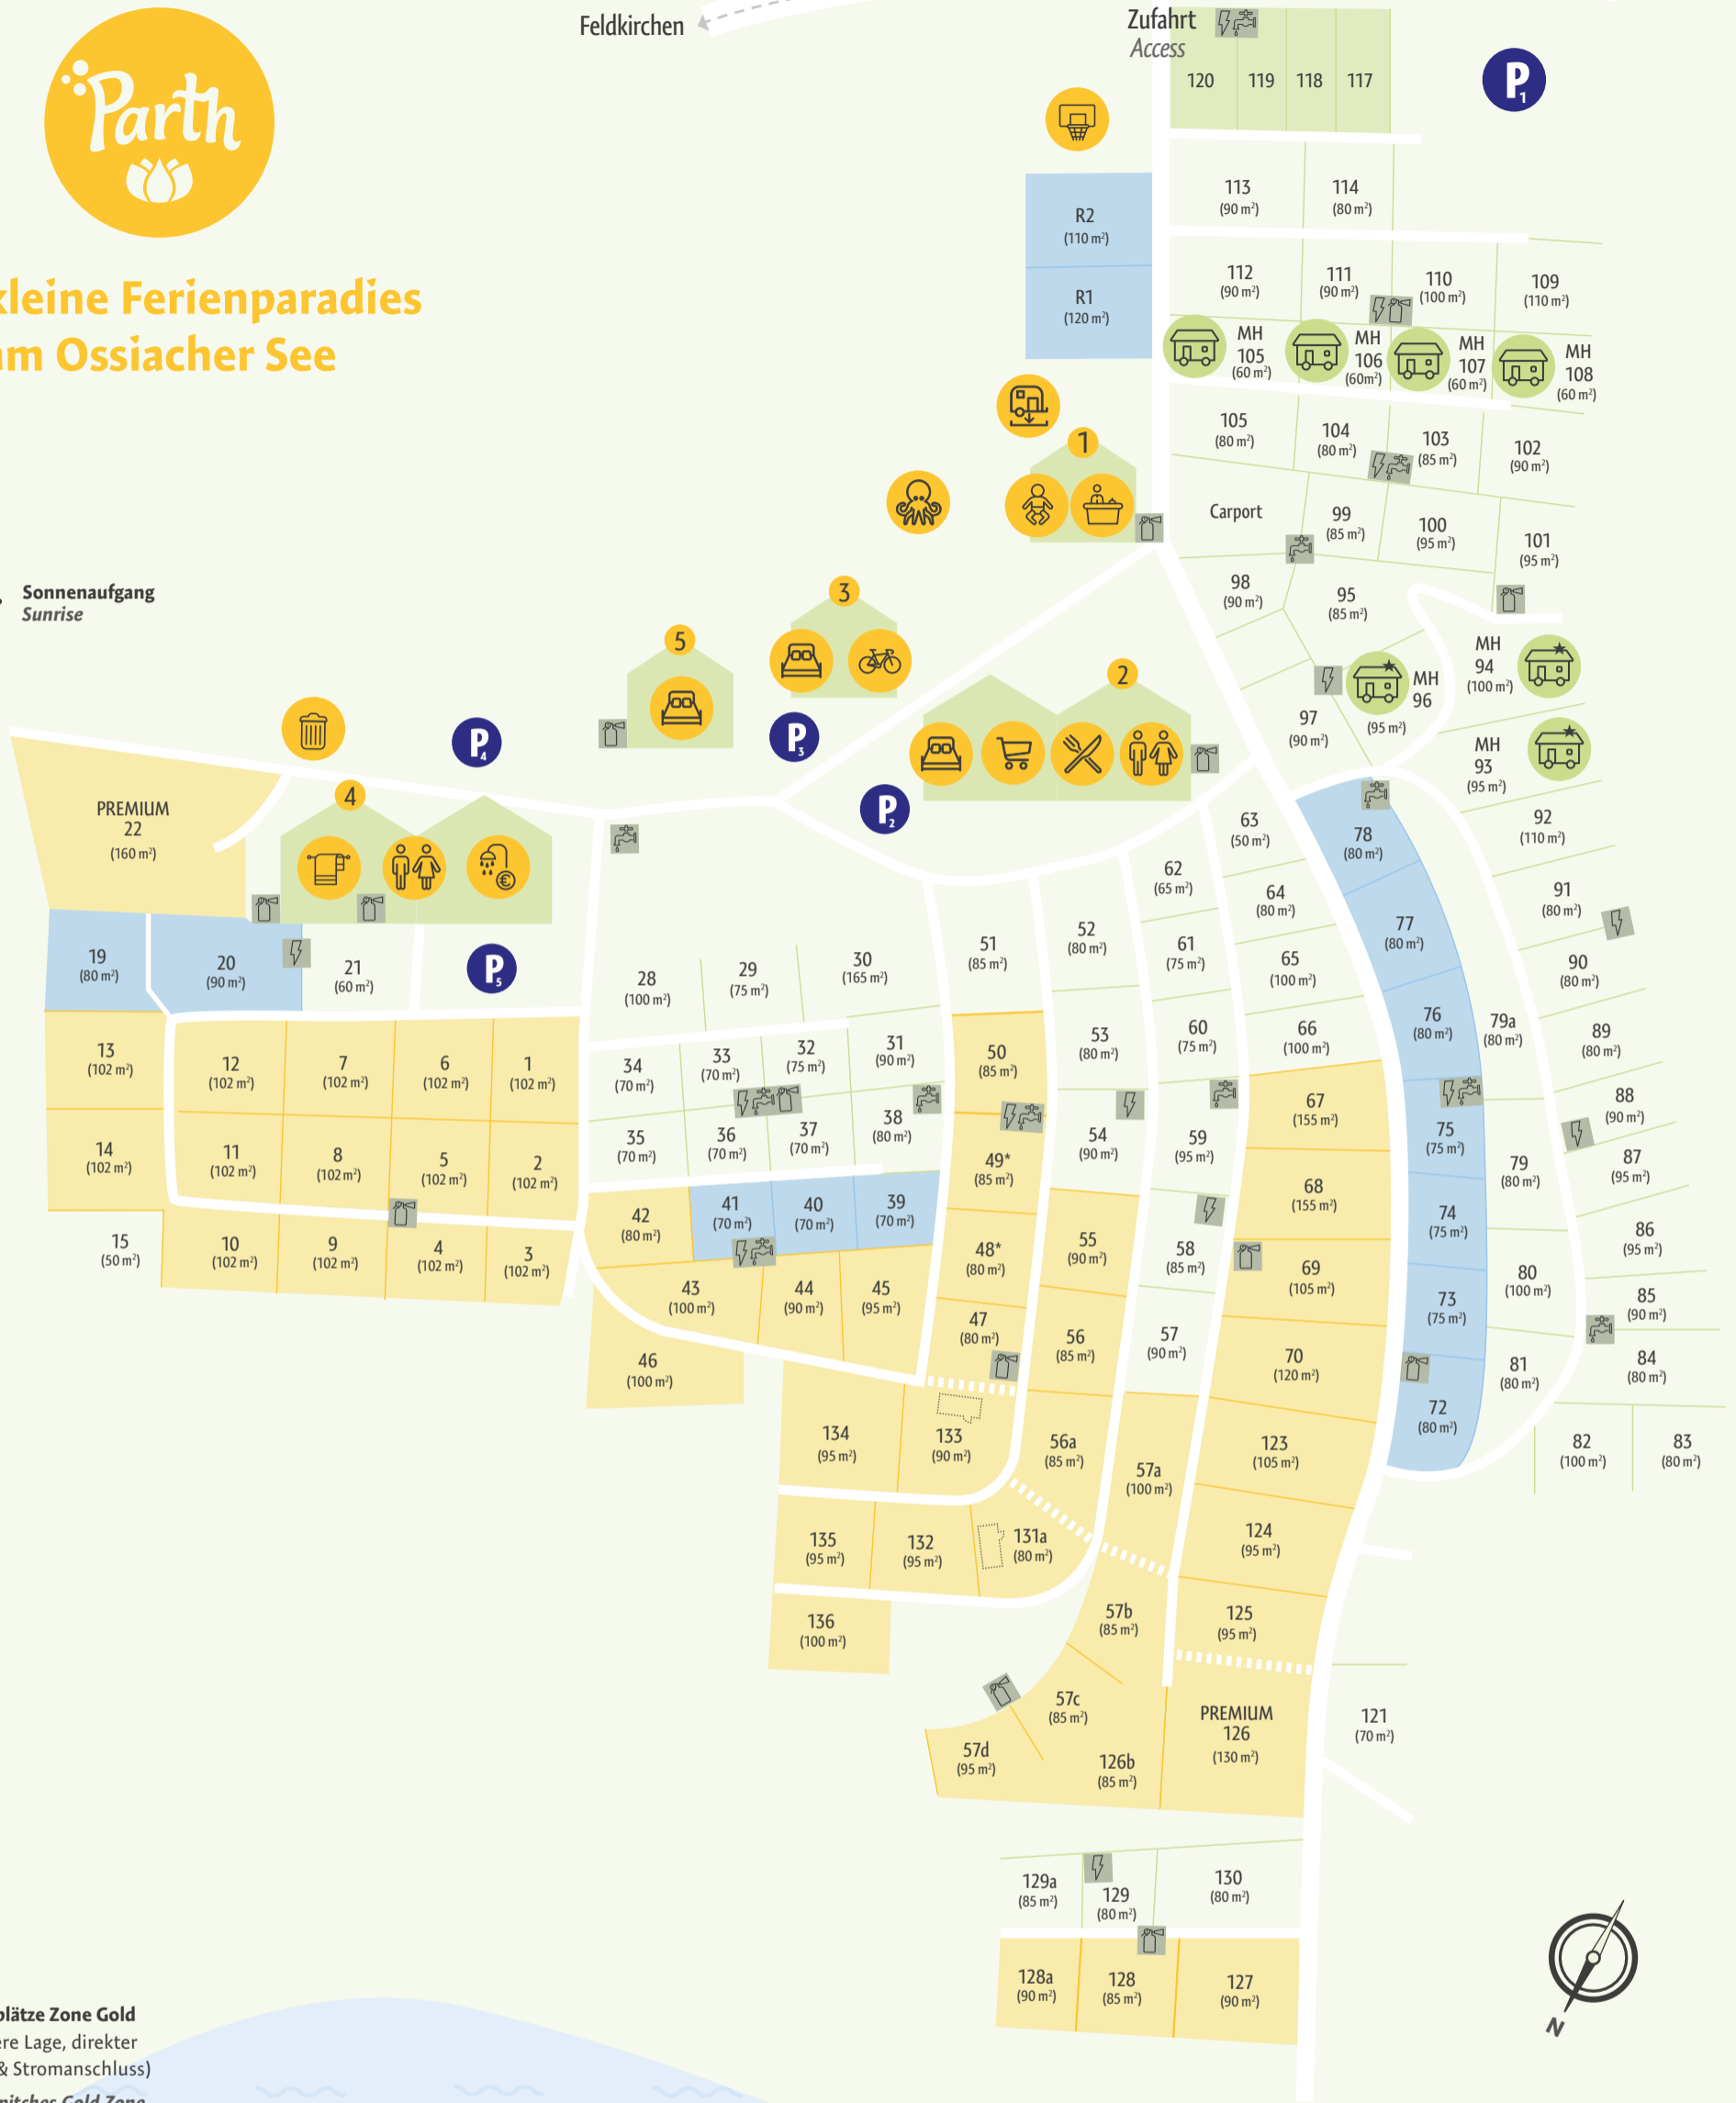 Feldkirchen
Zufahrt
Access
120 119 118 117
P1
Parth
kleine Ferienparadies
am Ossiacher See
113
(90 m²)
114
(80 m²)
R2
(110 m²)
R1
(120 m²)
112
(90 m²)
111
(90 m²)
110
(100 m²)
109
(110 m²)
MH
105
(60 m²)
MH
106
(60m²)
MH
107
(60 m²)
MH
108
(60 m²)
105
(80 m²)
104
(80 m²)
103
(85 m²)
102
(90 m²)
1
Carport
99
(85 m²)
100
(95 m²)
101
(95 m²)
98
(90 m²)
95
(85 m²)
Sonnenaufgang
Sunrise
3
5
2
MH
94
(100 m²)
MH
96
(95 m²)
97
(90 m²)
MH
93
(95 m²)
P4
P3
P2
4
PREMIUM
22
(160 m²)
63
(50 m²)
78
(80 m²)
92
(110 m²)
62
(65 m²)
64
(80 m²)
77
(80 m²)
91
(80 m²)
19
(80 m²)
20
(90 m²)
21
(60 m²)
P5
28
(100 m²)
29
(75 m²)
30
(165 m²)
51
(85 m²)
52
(80 m²)
61
(75 m²)
65
(100 m²)
90
(80 m²)
13
(102 m²)
12
(102 m²)
7
(102 m²)
6
(102 m²)
1
(102 m²)
34
(70 m²)
33
(70 m²)
32
(75 m²)
31
(90 m²)
50
(85 m²)
53
(80 m²)
60
(75 m²)
66
(100 m²)
76
(80 m²)
79a
(80 m²)
89
(80 m²)
67
(155 m²)
88
(90 m²)
14
(102 m²)
11
(102 m²)
8
(102 m²)
5
(102 m²)
2
(102 m²)
35
(70 m²)
36
(70 m²)
37
(70 m²)
38
(80 m²)
49*
(85 m²)
54
(90 m²)
59
(95 m²)
68
(155 m²)
75
(75 m²)
79
(80 m²)
87
(95 m²)
15
(50 m²)
10
(102 m²)
9
(102 m²)
4
(102 m²)
3
(102 m²)
42
(80 m²)
41
(70 m²)
40
(70 m²)
39
(70 m²)
48*
(80 m²)
55
(90 m²)
58
(85 m²)
69
(105 m²)
74
(75 m²)
80
(100 m²)
86
(95 m²)
43
(100 m²)
44
(90 m²)
45
(95 m²)
47
(80 m²)
56
(85 m²)
57
(90 m²)
70
(120 m²)
73
(75 m²)
81
(80 m²)
85
(90 m²)
84
(80 m²)
46
(100 m²)
72
(80 m²)
82
(100 m²)
83
(80 m²)
134
(95 m²)
133
(90 m²)
56a
(85 m²)
57a
(100 m²)
123
(105 m²)
135
(95 m²)
132
(95 m²)
131a
(80 m²)
124
(95 m²)
136
(100 m²)
57b
(85 m²)
125
(95 m²)
57c
(85 m²)
PREMIUM
126
(130 m²)
121
(70 m²)
57d
(95 m²)
126b
(85 m²)
129a
(85 m²)
129
(80 m²)
130
(80 m²)
128a
(90 m²)
128
(85 m²)
127
(90 m²)
N
plätze Zone Gold
ere Lage, direkter
& Stromanschluss)
pitches Gold Zone